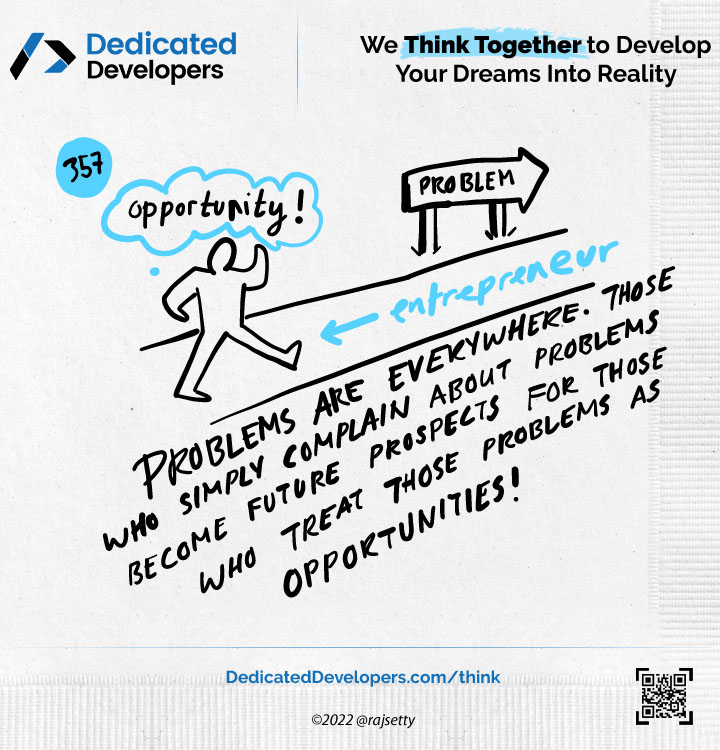 Dedicated
Developers
We Think Together to Develop
Your Dreams Into Reality
357
opportunity!
PROBLEM
entrepreneur
PROBLEMS ARE EVERYWHERE. THOSE
WHO SIMPLY COMPLAIN ABOUT PROBLEMS
BECOME FUTURE PROSPECTS FOR THOSE
WHO TREAT THOSE PROBLEMS AS
OPPORTUNITIES!
DedicatedDevelopers.com/think
©2022 @rajsetty